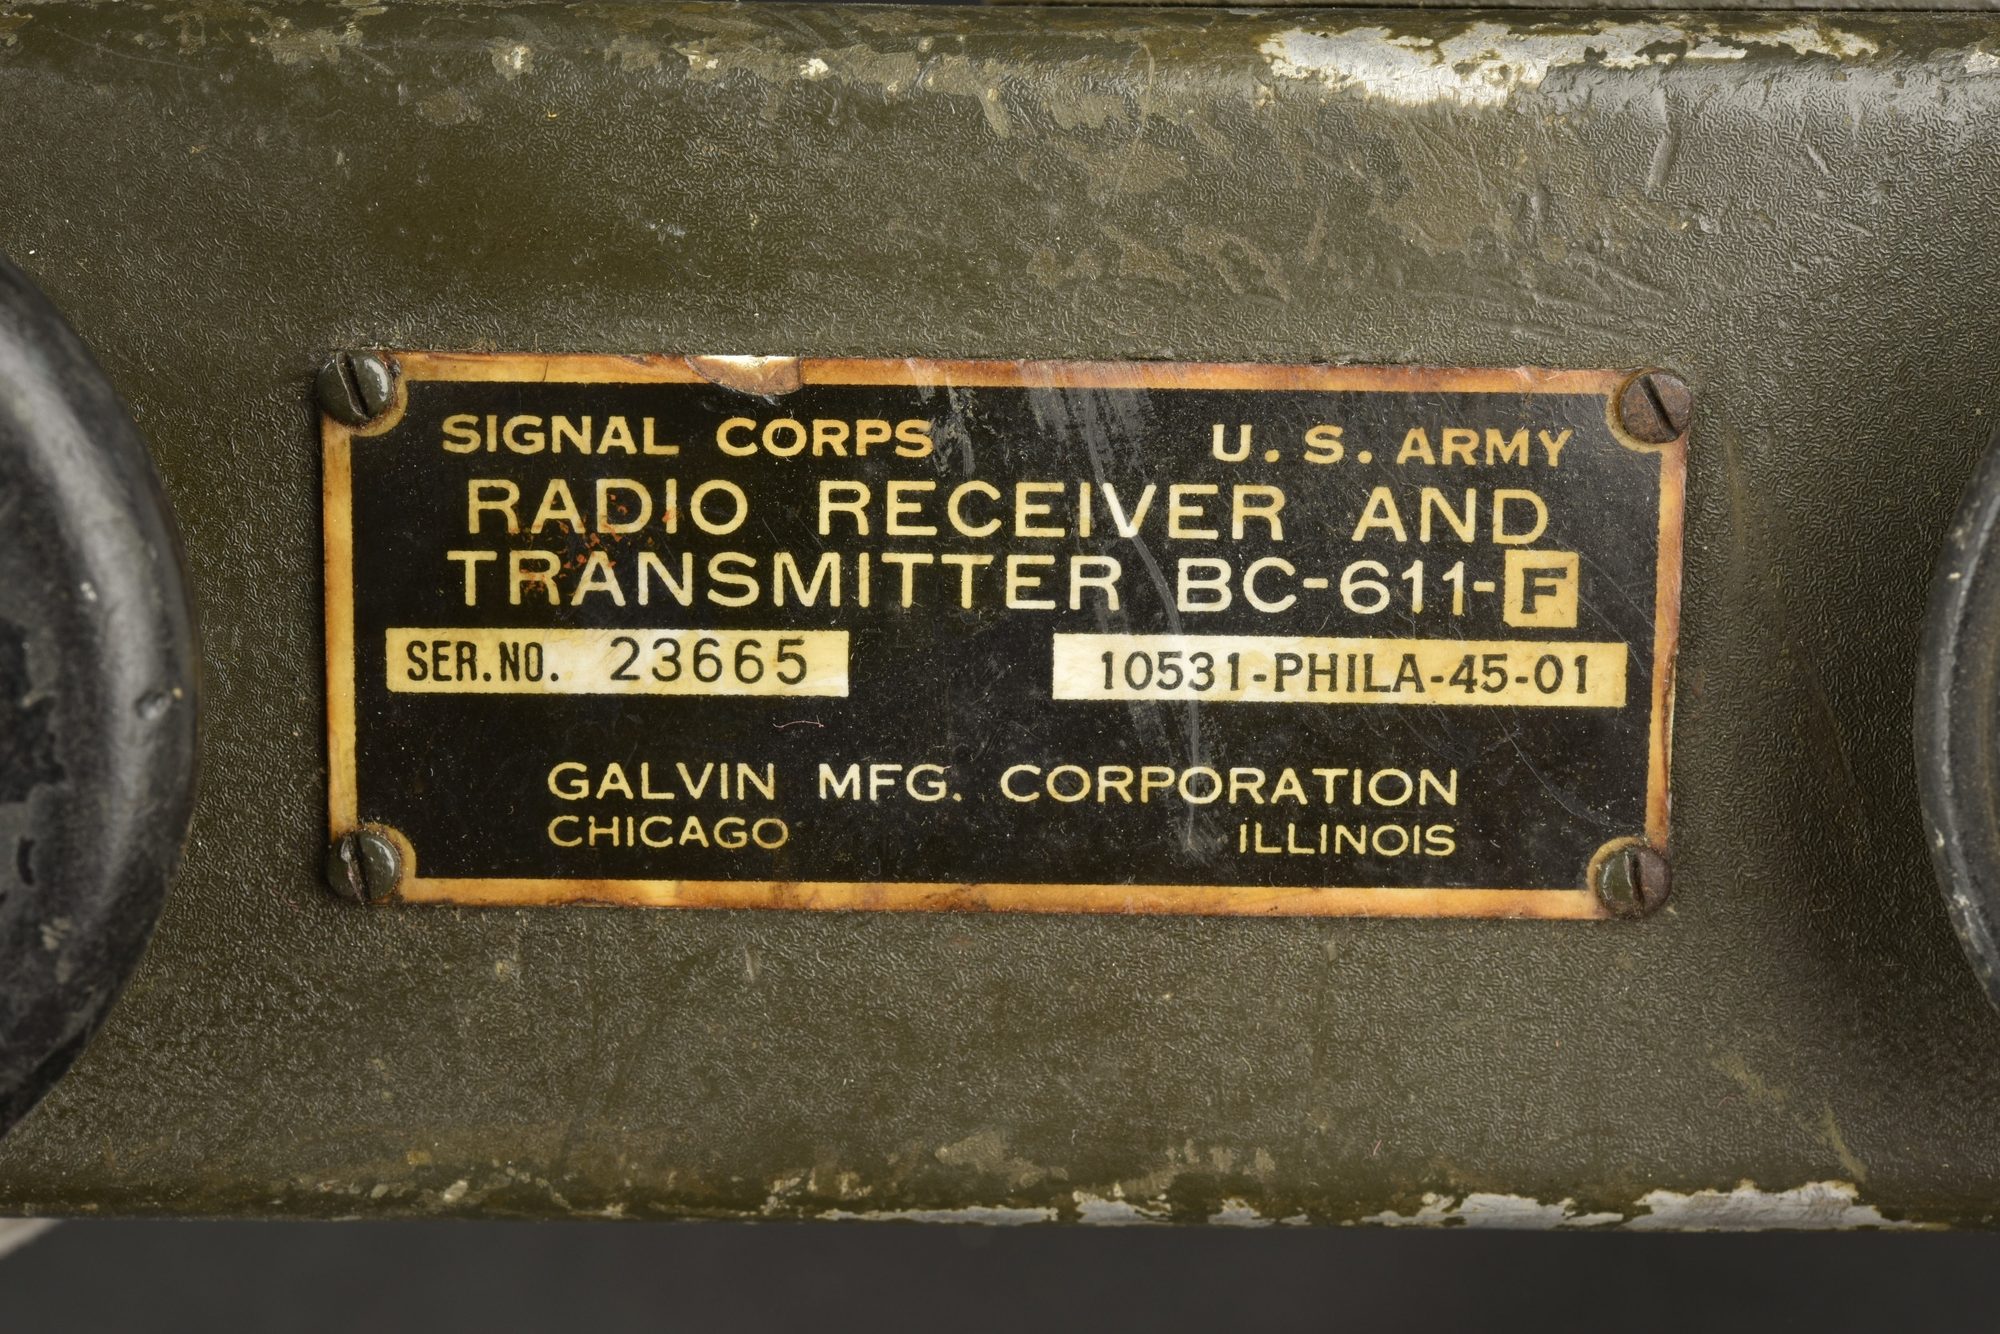 SIGNAL CORPS U. S. ARMY
RADIO RECEIVER AND
TRANSMITTER BC-611-F
SER. NO. 23665 10531-PHILA-45-01
GALVIN MFG. CORPORATION
CHICAGO ILLINOIS